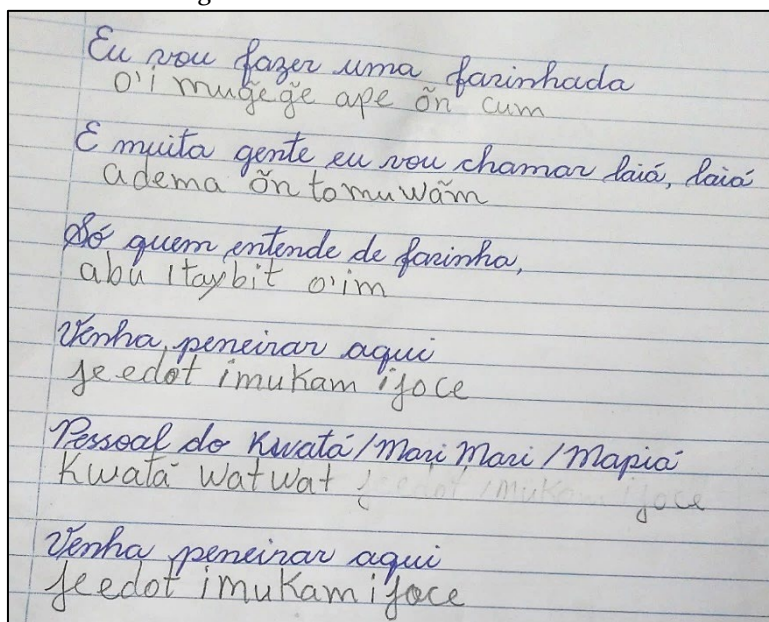 Eu vou fazer uma farinhada
o'i mug̃eg̃e ape õn cum
E muita gente eu vou chamar laiá, laiá
adema õn tomuwãm
Só quem entende de farinha,
abu itaybit o'im
Venha peneirar aqui
jeedot imukam ijoce
Pessoal do Kwatá/Mari Mari/Mapiá
Kwatá watwat
Venha peneirar aqui
jeedot imukam ijoce